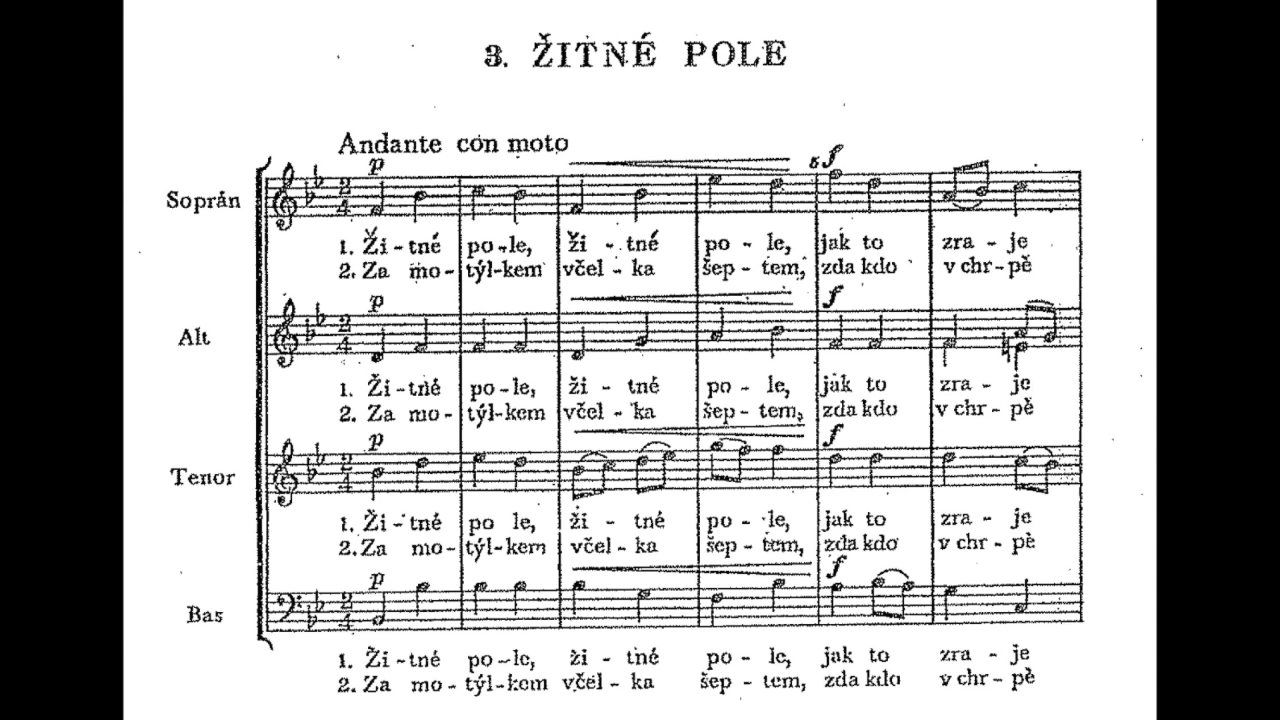 3. ŽITNÉ POLE
Andante con moto
p
f
Soprán
1. Ži - tné po - le, ži - tné po - le, jak to zra - je
2. Za mo - týl-kem včel - ka šep - tem, zda kdo v chr - pě
p
f
Alt
1. Ži - tné po - le, ži - tné po - le, jak to zra - je
2. Za mo - týl-kem včel - ka šep - tem, zda kdo v chr - pě
p
f
Tenor
1. Ži - tné po le, ži - tné po - le, jak to zra - je
2. Za mo - týl-kem včel - ka šep - tem, zda kdo v chr - pě
p
f
Bas
1. Ži - tné po - le, ži - tné po - le, jak to zra - je
2. Za mo - týl-kem včel - ka šep - tem, zda kdo v chr - pě